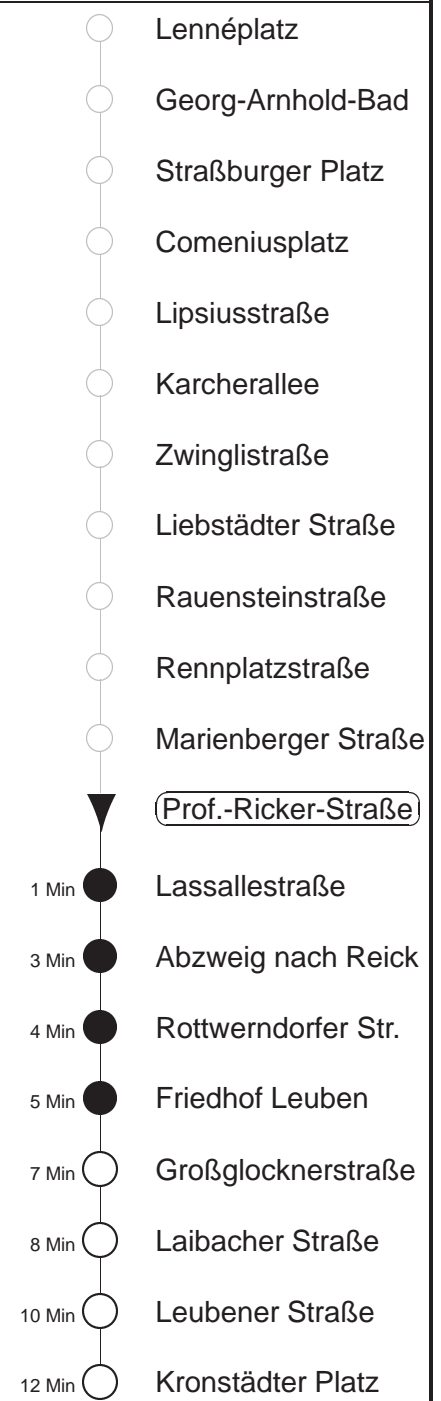 Lennéplatz
Georg-Arnhold-Bad
Straßburger Platz
Comeniusplatz
Lipsiusstraße
Karcherallee
Zwinglistraße
Liebstädter Straße
Rauensteinstraße
Rennplatzstraße
Marienberger Straße
Prof.-Ricker-Straße
1 Min Lassallestraße
3 Min Abzweig nach Reick
4 Min Rottwerndorfer Str.
5 Min Friedhof Leuben
7 Min Großglocknerstraße
8 Min Laibacher Straße
10 Min Leubener Straße
12 Min Kronstädter Platz